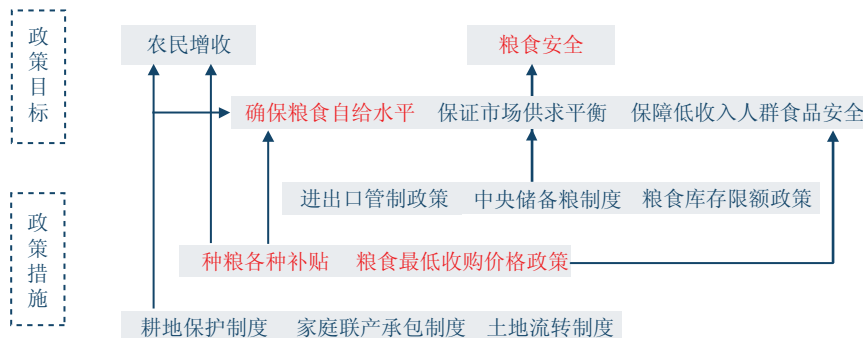 政策目标
农民增收
粮食安全
确保粮食自给水平 保证市场供求平衡 保障低收入人群食品安全
政策措施
进出口管制政策 中央储备粮制度 粮食库存限额政策
种粮各种补贴 粮食最低收购价格政策
耕地保护制度 家庭联产承包制度 土地流转制度